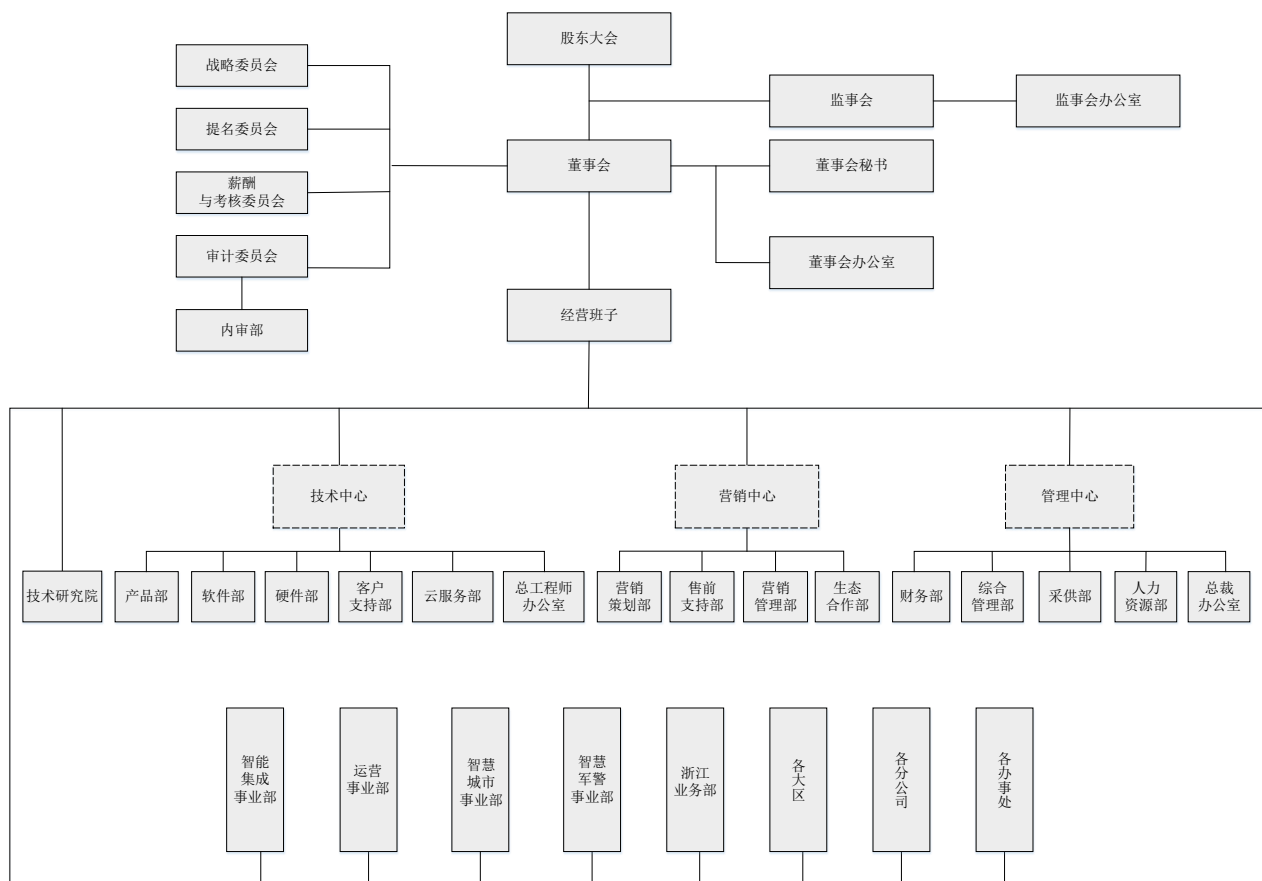 股东大会
战略委员会
监事会
监事会办公室
提名委员会
董事会
董事会秘书
薪酬
与考核委员会
审计委员会
董事会办公室
内审部
经营班子
技术中心
营销中心
管理中心
技术研究院
产品部
软件部
硬件部
客户
支持部
云服务部
总工程师
办公室
营销
策划部
售前
支持部
营销
管理部
生态
合作部
财务部
综合
管理部
采供部
人力
资源部
总裁
办公室
智能
集成
事业部
运营
事业部
智慧
城市
事业部
智慧
军警
事业部
浙江
业务部
各大区
各分公司
各办事处